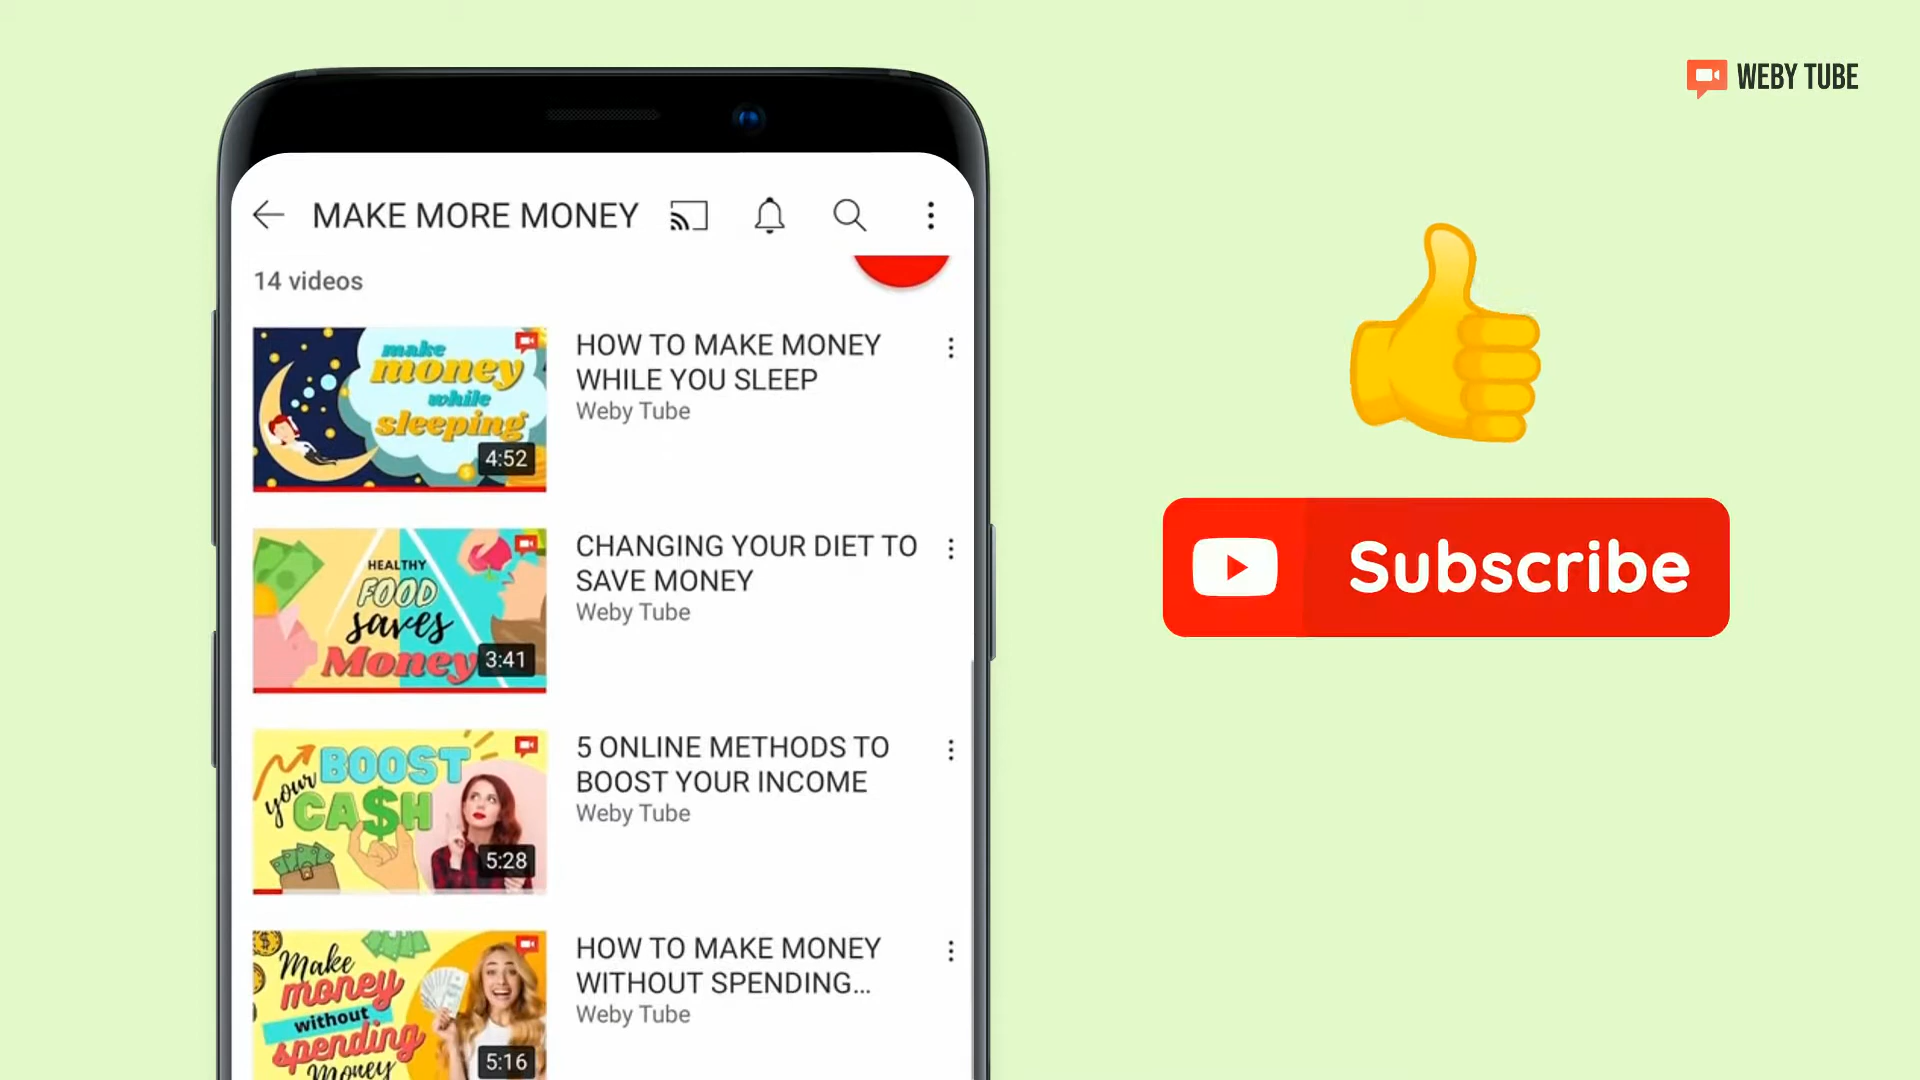 WEBY TUBE
MAKE MORE MONEY
14 videos
make
money
while
sleeping
4:52
HOW TO MAKE MONEY
WHILE YOU SLEEP
Weby Tube
HEALTHY
FOOD
saves
Money
3:41
CHANGING YOUR DIET TO
SAVE MONEY
Weby Tube
BOOST
your
CA$H
5:28
5 ONLINE METHODS TO
BOOST YOUR INCOME
Weby Tube
Make
money
without
spending
Money
5:16
HOW TO MAKE MONEY
WITHOUT SPENDING...
Weby Tube
Subscribe